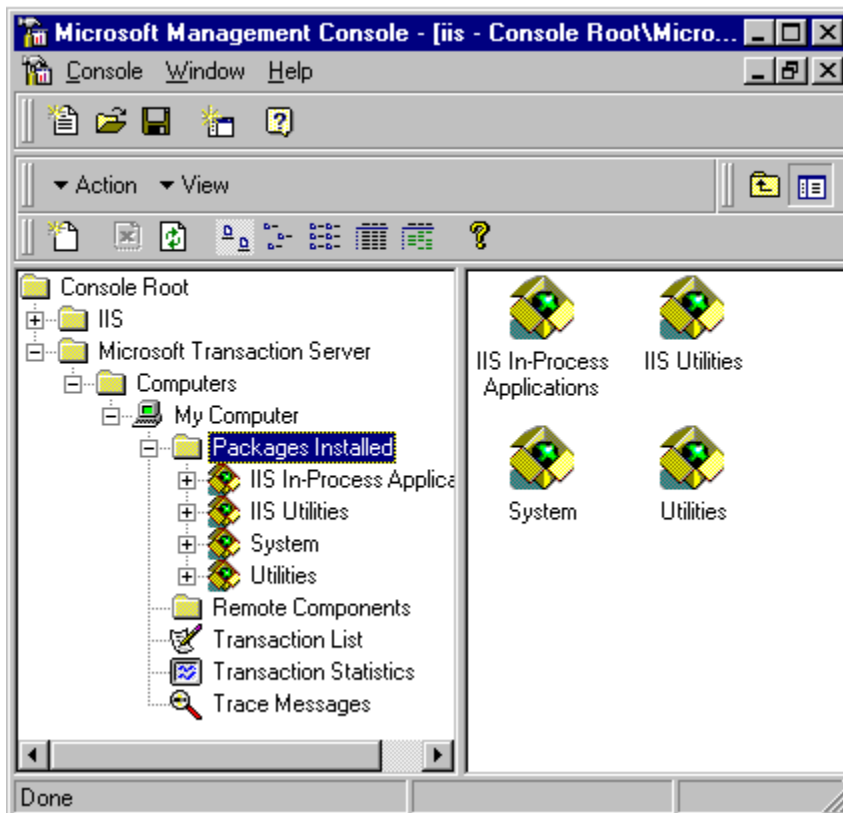 Microsoft Management Console - [iis - Console Root\Micro...
Console Window Help
Action View
Console Root
IIS
Microsoft Transaction Server
Computers
My Computer
Packages Installed
IIS In-Process Applica
IIS Utilities
System
Utilities
Remote Components
Transaction List
Transaction Statistics
Trace Messages
IIS In-Process
Applications
IIS Utilities
System
Utilities
Done